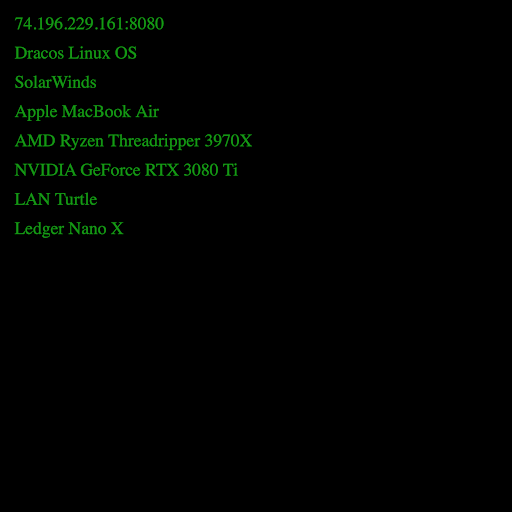 74.196.229.161:8080
Dracos Linux OS
SolarWinds
Apple MacBook Air
AMD Ryzen Threadripper 3970X
NVIDIA GeForce RTX 3080 Ti
LAN Turtle
Ledger Nano X